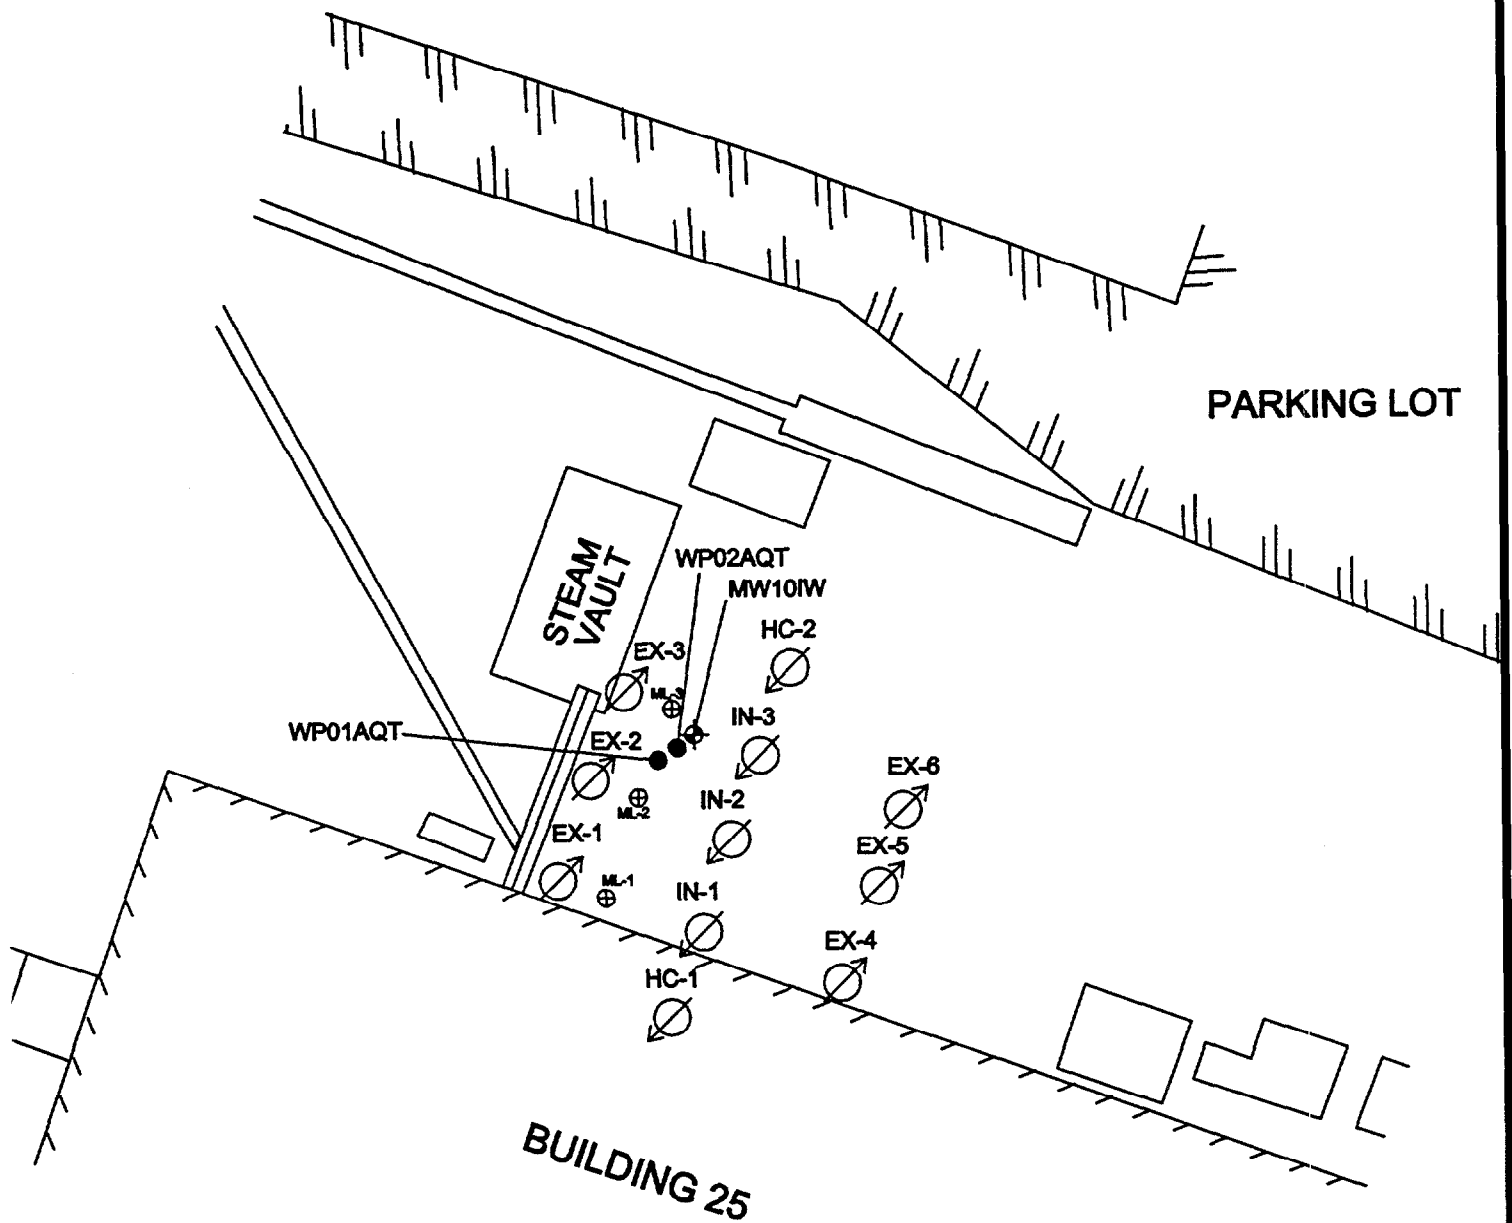 PARKING LOT
STEAM
VAULT
WP02AQT
MW10IW
HC-2
EX-3
ML-3
IN-3
WP01AQT
EX-2
EX-6
IN-2
ML-2
EX-1
EX-5
ML-1
IN-1
EX-4
HC-1
BUILDING 25